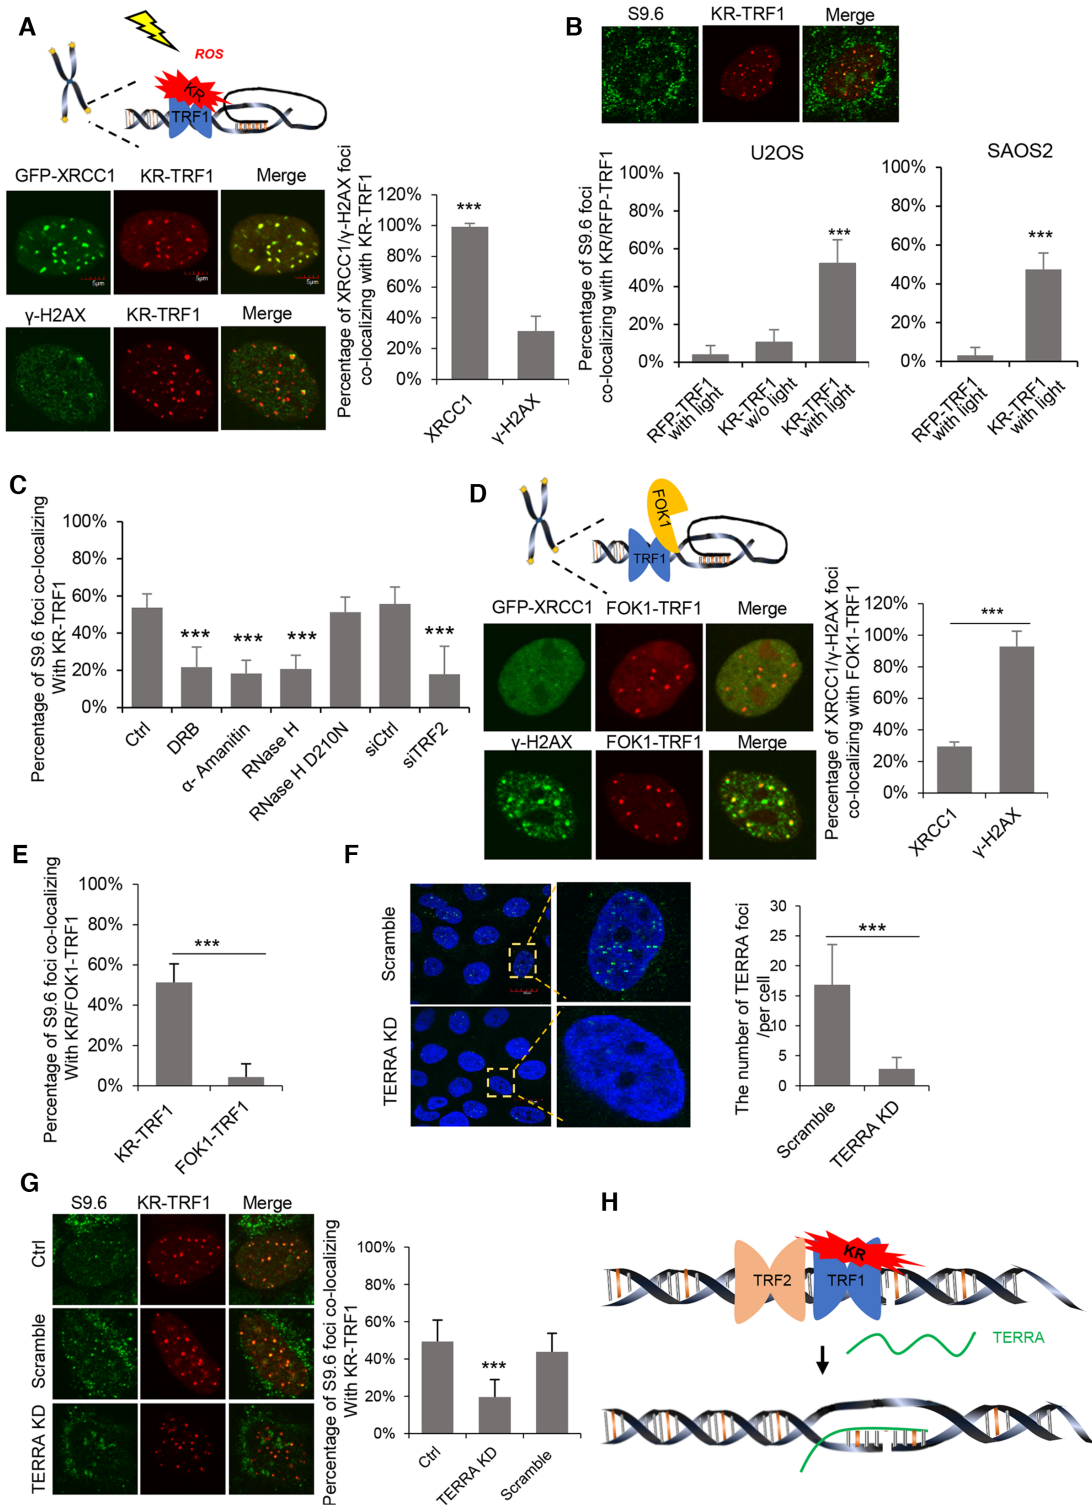 A
ROS
KR
TRF1
GFP-XRCC1 KR-TRF1 Merge
5μm 5μm 5μm
γ-H2AX KR-TRF1 Merge
Percentage of XRCC1/γ-H2AX foci
co-localizing with KR-TRF1
120%
100%
80%
60%
40%
20%
0%
***
XRCC1
γ-H2AX
B
S9.6 KR-TRF1 Merge
Percentage of S9.6 foci
co-localizing with KR/RFP-TRF1
U2OS
100%
80%
60%
40%
20%
0%
***
RFP-TRF1
with light
KR-TRF1
w/o light
KR-TRF1
with light
SAOS2
100%
80%
60%
40%
20%
0%
***
RFP-TRF1
with light
KR-TRF1
with light
C
Percentage of S9.6 foci co-localizing
With KR-TRF1
100%
80%
60%
40%
20%
0%
*** *** *** ***
Ctrl
DRB
α- Amanitin
RNase H
RNase H D210N
siCtrl
siTRF2
D
FOK1
TRF1
GFP-XRCC1 FOK1-TRF1 Merge
γ-H2AX FOK1-TRF1 Merge
Percentage of XRCC1/γ-H2AX foci
co-localizing with FOK1-TRF1
120%
100%
80%
60%
40%
20%
0%
***
XRCC1
γ-H2AX
E
Percentage of S9.6 foci co-localizing
With KR/FOK1-TRF1
100%
80%
60%
40%
20%
0%
***
KR-TRF1
FOK1-TRF1
F
Scramble
TERRA KD
The number of TERRA foci
/per cell
30
25
20
15
10
5
0
***
Scramble
TERRA KD
G
S9.6 KR-TRF1 Merge
Ctrl
Scramble
TERRA KD
Percentage of S9.6 foci co-localizing
With KR-TRF1
100%
80%
60%
40%
20%
0%
***
Ctrl
TERRA KD
Scramble
H
KR
TRF2 TRF1
TERRA